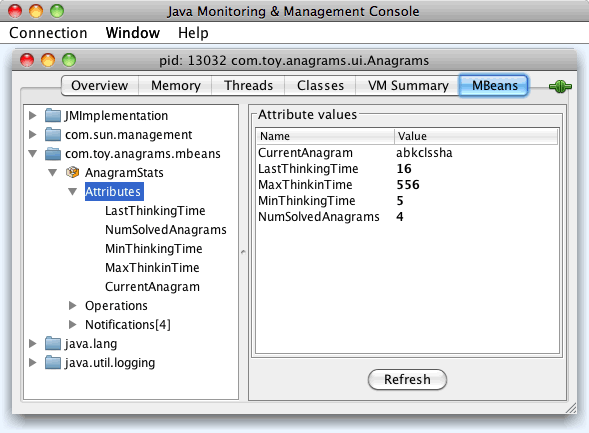 Java Monitoring & Management Console
Connection Window Help
pid: 13032 com.toy.anagrams.ui.Anagrams
Overview Memory Threads Classes VM Summary MBeans
JMImplementation
com.sun.management
com.toy.anagrams.mbeans
AnagramStats
Attributes
LastThinkingTime
NumSolvedAnagrams
MinThinkingTime
MaxThinkinTime
CurrentAnagram
Operations
Notifications[4]
java.lang
java.util.logging
Attribute values
Name Value
CurrentAnagram abkclssha
LastThinkingTime 16
MaxThinkinTime 556
MinThinkingTime 5
NumSolvedAnagrams 4
Refresh